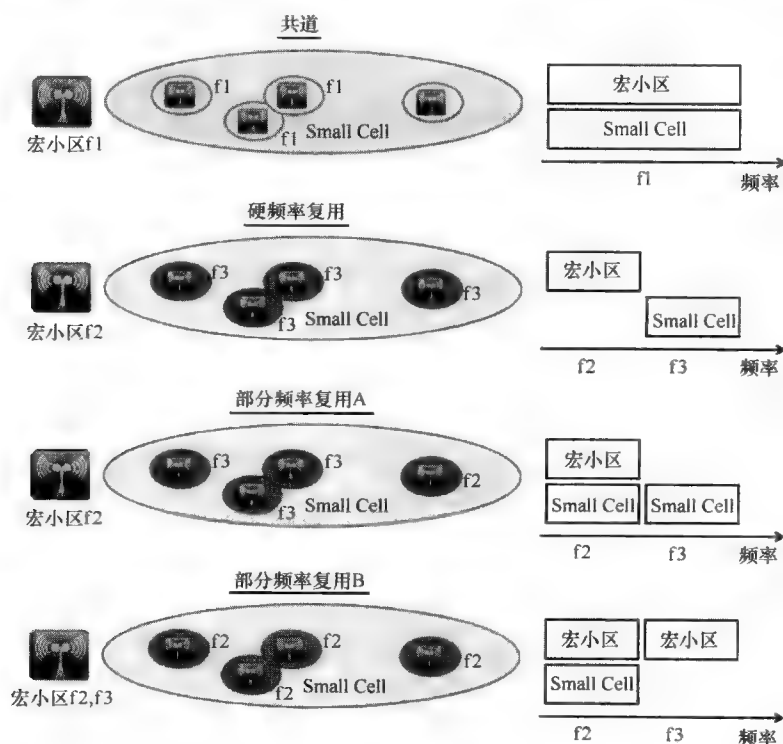 共道
f1
f1
f1
Small Cell
宏小区f1
宏小区
Small Cell
f1
频率
硬频率复用
f3
f3
f3
f3
Small Cell
宏小区f2
宏小区
Small Cell
f2
f3
频率
部分频率复用A
f3
f3
f3
f2
Small Cell
宏小区f2
宏小区
Small Cell
Small Cell
f2
f3
频率
部分频率复用B
f2
f2
f2
f2
Small Cell
宏小区f2,f3
宏小区
宏小区
Small Cell
f2
f3
频率